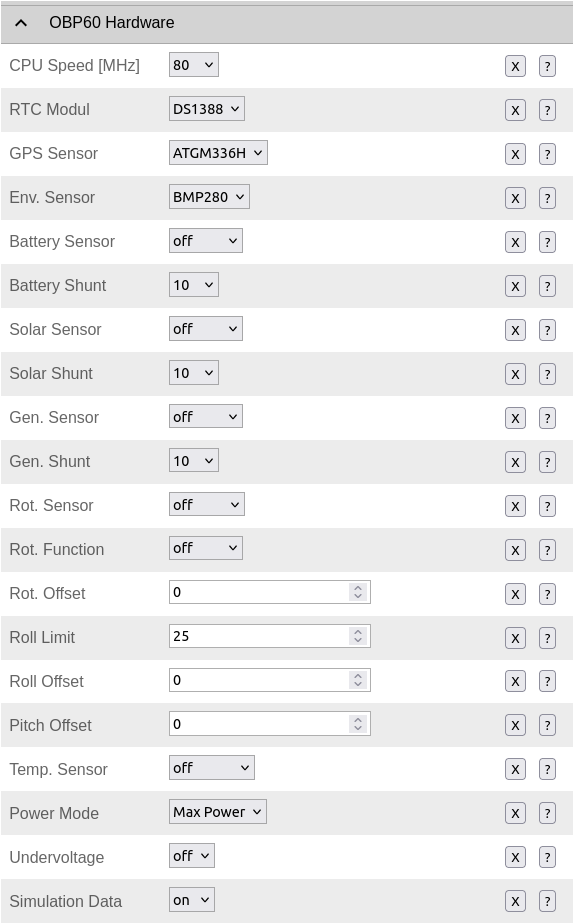 OBP60 Hardware
CPU Speed [MHz] 80 X ?
RTC Modul DS1388 X ?
GPS Sensor ATGM336H X ?
Env. Sensor BMP280 X ?
Battery Sensor off X ?
Battery Shunt 10 X ?
Solar Sensor off X ?
Solar Shunt 10 X ?
Gen. Sensor off X ?
Gen. Shunt 10 X ?
Rot. Sensor off X ?
Rot. Function off X ?
Rot. Offset 0 X ?
Roll Limit 25 X ?
Roll Offset 0 X ?
Pitch Offset 0 X ?
Temp. Sensor off X ?
Power Mode Max Power X ?
Undervoltage off X ?
Simulation Data on X ?